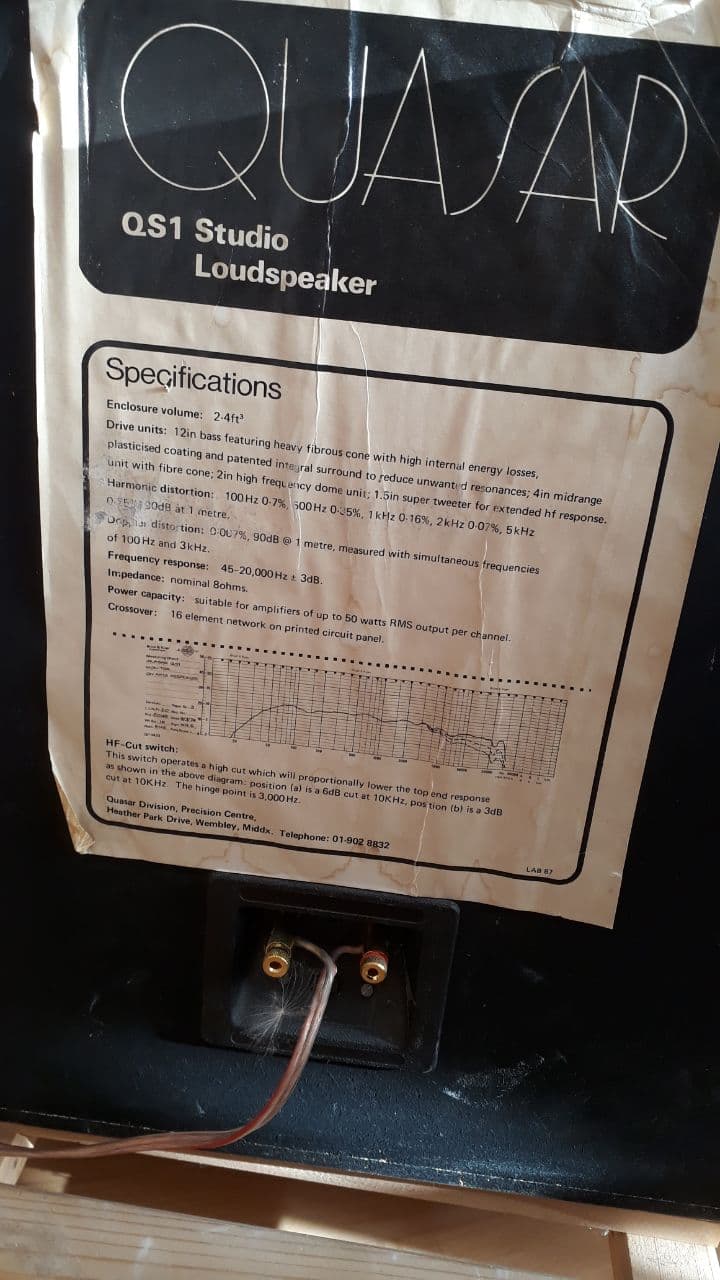 QUASAR
QS1 Studio
Loudspeaker
Specifications
Enclosure volume: 2·4ft³
Drive units: 12in bass featuring heavy fibrous cone with high internal energy losses,
plasticised coating and patented integral surround to reduce unwanted resonances; 4in midrange
unit with fibre cone; 2in high frequency dome unit; 1.5in super tweeter for extended hf response.
Harmonic distortion: 100Hz 0·7%, 500Hz 0·35%, 1kHz 0·16%, 2kHz 0·07%, 5kHz
90dB at 1 metre.
distortion: 0·007%, 90dB @ 1 metre, measured with simultaneous frequencies
of 100Hz and 3kHz.
Frequency response: 45-20,000Hz ± 3dB.
Impedance: nominal 8ohms.
Power capacity: suitable for amplifiers of up to 50 watts RMS output per channel.
Crossover: 16 element network on printed circuit panel.
HF-Cut switch:
This switch operates a high cut which will proportionally lower the top end response
as shown in the above diagram: position (a) is a 6dB cut at 10KHz, position (b) is a 3dB
cut at 10KHz. The hinge point is 3,000Hz.
Quasar Division, Precision Centre,
Heather Park Drive, Wembley, Middx. Telephone: 01-902 8832
LAB 67